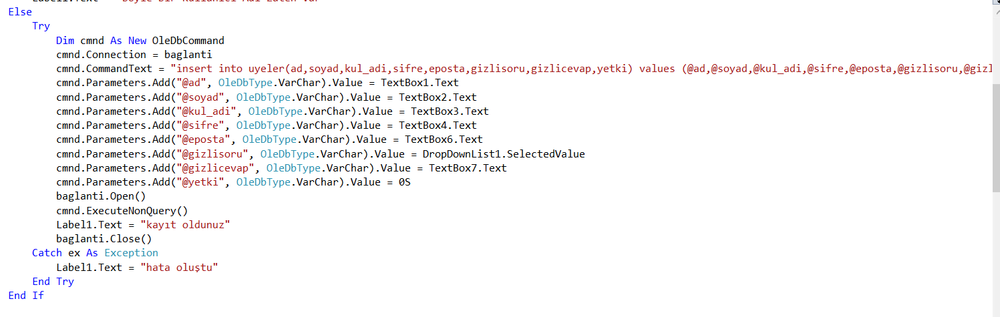 Else
Try
Dim cmnd As New OleDbCommand
cmnd.Connection = baglanti
cmnd.CommandText = "insert into uyeler(ad,soyad,kul_adi,sifre,eposta,gizlisoru,gizlicevap,yetki) values (@ad,@soyad,@kul_adi,@sifre,@eposta,@gizlisoru,@gizl
cmnd.Parameters.Add("@ad", OleDbType.VarChar).Value = TextBox1.Text
cmnd.Parameters.Add("@soyad", OleDbType.VarChar).Value = TextBox2.Text
cmnd.Parameters.Add("@kul_adi", OleDbType.VarChar).Value = TextBox3.Text
cmnd.Parameters.Add("@sifre", OleDbType.VarChar).Value = TextBox4.Text
cmnd.Parameters.Add("@eposta", OleDbType.VarChar).Value = TextBox6.Text
cmnd.Parameters.Add("@gizlisoru", OleDbType.VarChar).Value = DropDownList1.SelectedValue
cmnd.Parameters.Add("@gizlicevap", OleDbType.VarChar).Value = TextBox7.Text
cmnd.Parameters.Add("@yetki", OleDbType.VarChar).Value = 0S
baglanti.Open()
cmnd.ExecuteNonQuery()
Label1.Text = "kayıt oldunuz"
baglanti.Close()
Catch ex As Exception
Label1.Text = "hata oluştu"
End Try
End If